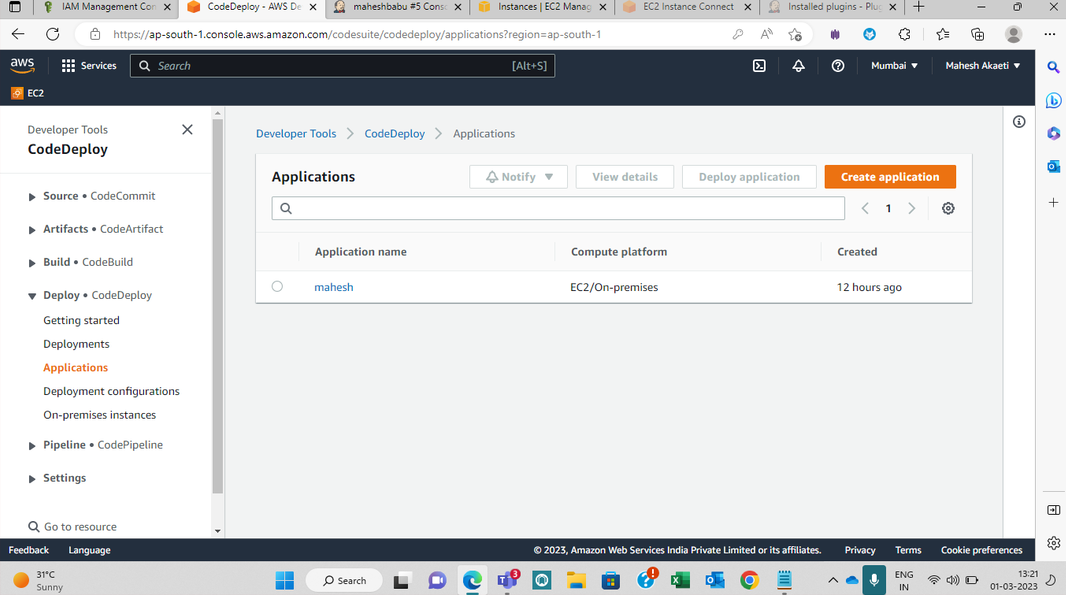 IAM Management Con
CodeDeploy - AWS De
maheshbabu #5 Conso
Instances | EC2 Manag
EC2 Instance Connect
Installed plugins - Plug
https://ap-south-1.console.aws.amazon.com/codesuite/codedeploy/applications?region=ap-south-1
aws
Services
Search
[Alt+S]
Mumbai
Mahesh Akaeti
EC2
Developer Tools
CodeDeploy
Source • CodeCommit
Artifacts • CodeArtifact
Build • CodeBuild
Deploy • CodeDeploy
Getting started
Deployments
Applications
Deployment configurations
On-premises instances
Pipeline • CodePipeline
Settings
Go to resource
Developer Tools > CodeDeploy > Applications
Applications
Notify
View details
Deploy application
Create application
1
Application name Compute platform Created
mahesh EC2/On-premises 12 hours ago
Feedback Language
© 2023, Amazon Web Services India Private Limited or its affiliates.
Privacy Terms Cookie preferences
31°C
Sunny
Search
3
ENG
IN
13:21
01-03-2023